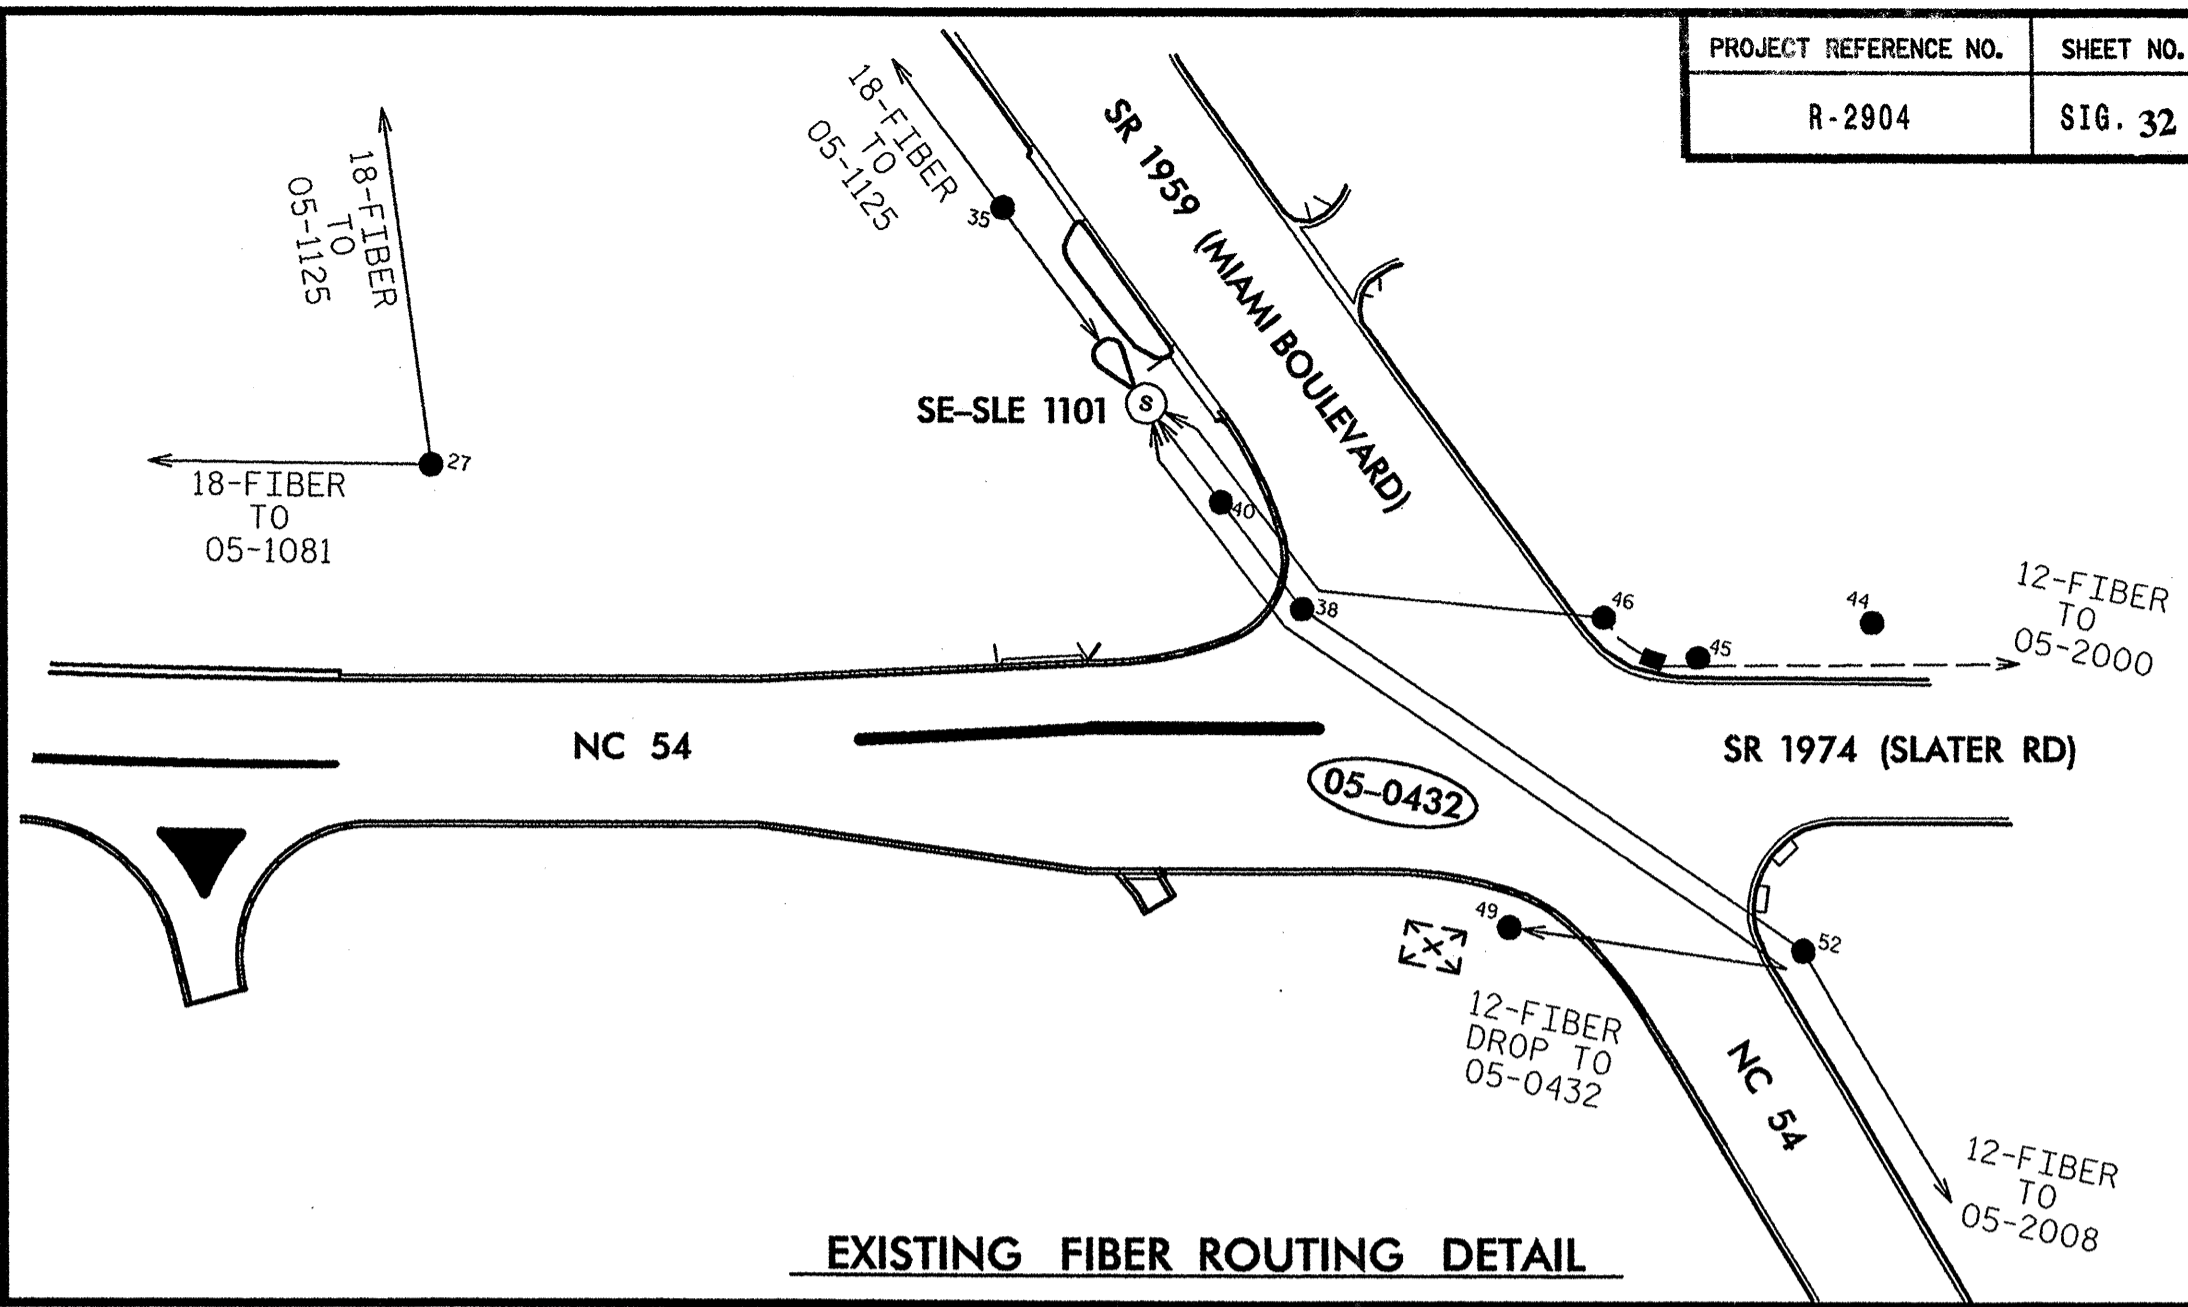 PROJECT REFERENCE NO.
SHEET NO.
R-2904
SIG. 32
18-FIBER
TO
05-1125
18-FIBER
TO
05-1125
35
SR 1959 (MIAMI BOULEVARD)
27
18-FIBER
TO
05-1081
SE-SLE 1101
S
40
38
46
45
44
12-FIBER
TO
05-2000
NC 54
SR 1974 (SLATER RD)
05-0432
49
X
52
12-FIBER
DROP TO
05-0432
NC 54
12-FIBER
TO
05-2008
EXISTING FIBER ROUTING DETAIL